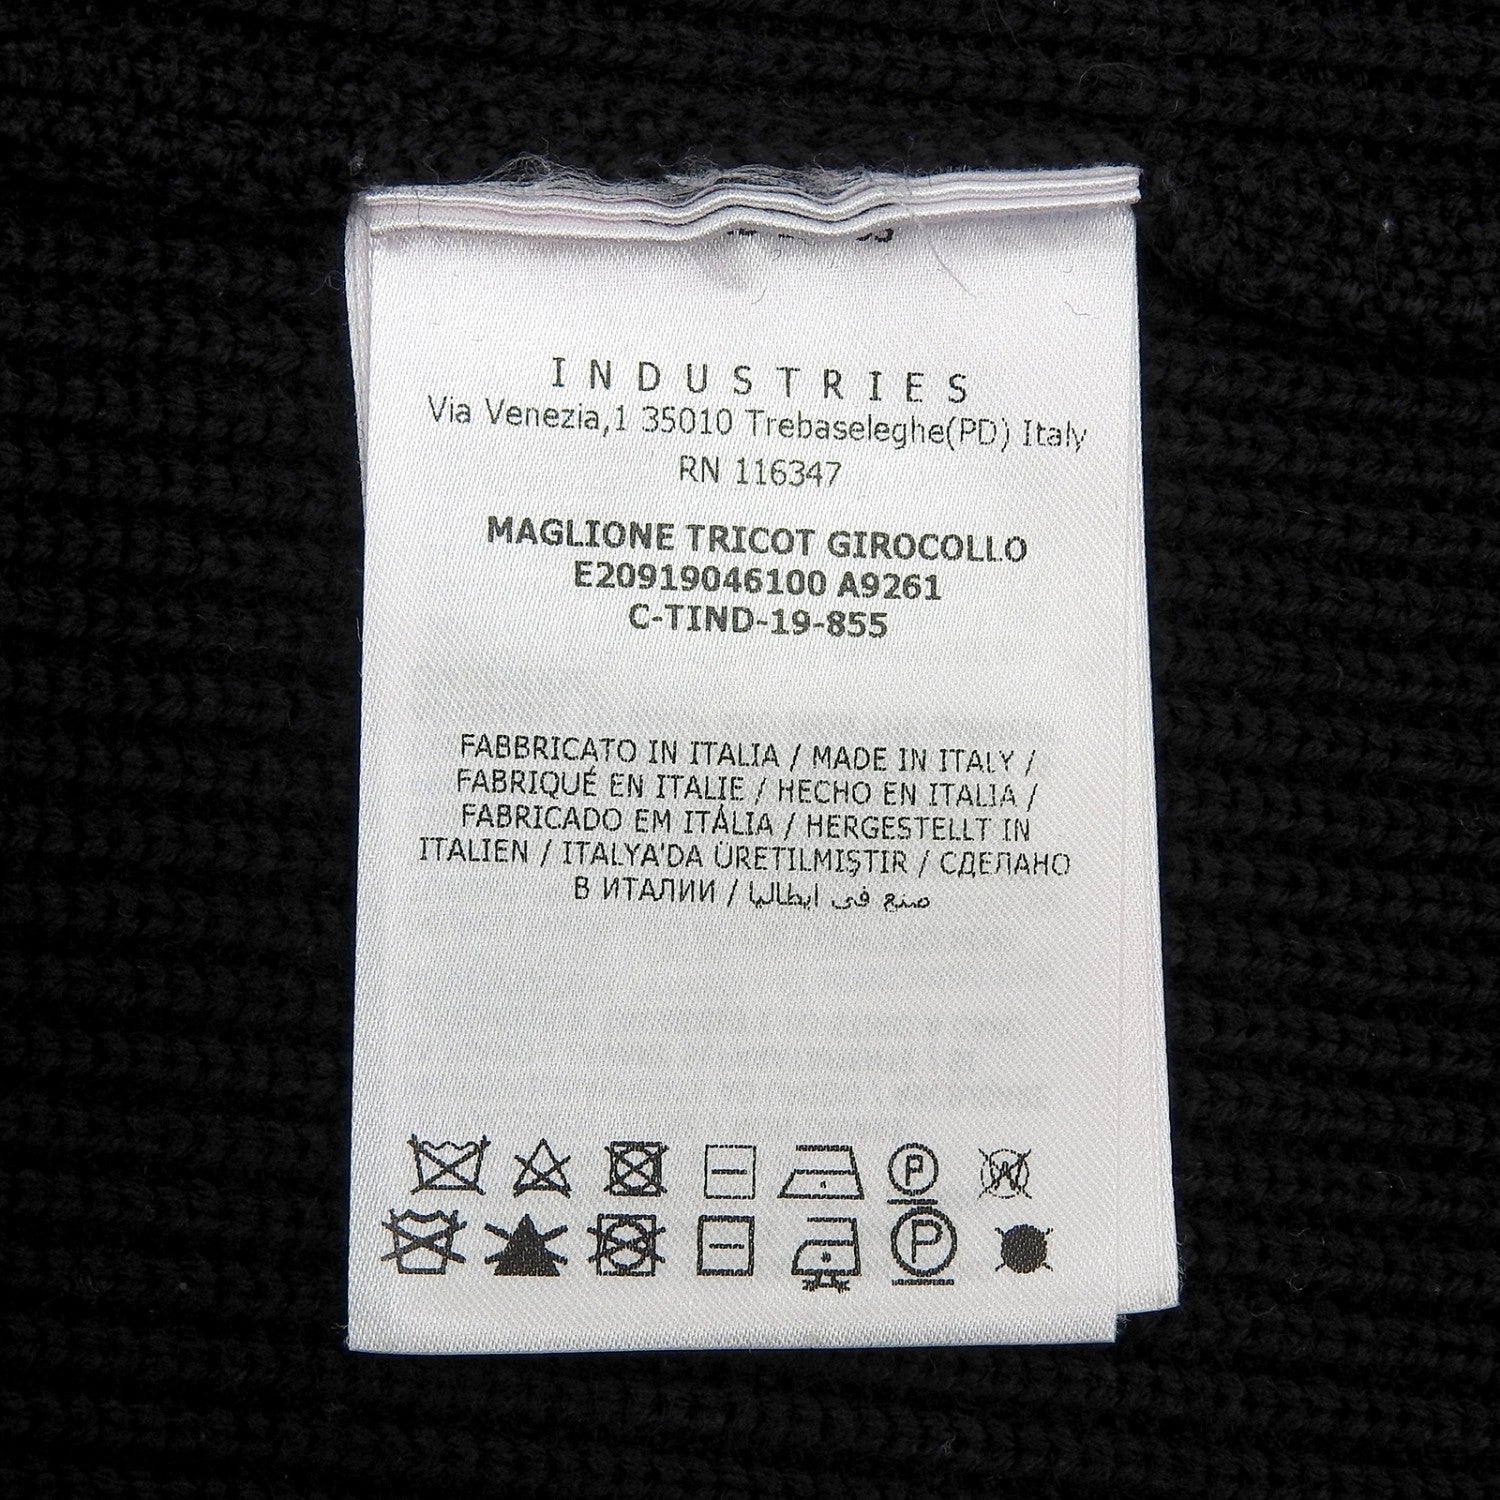 INDUSTRIES
Via Venezia,1 35010 Trebaseleghe(PD) Italy
RN 116347
MAGLIONE TRICOT GIROCOLLO
E20919046100 A9261
C-TIND-19-855
FABBRICATO IN ITALIA / MADE IN ITALY /
FABRIQUÉ EN ITALIE / HECHO EN ITALIA /
FABRICADO EM ITÁLIA / HERGESTELLT IN
ITALIEN / ITALYA'DA ÜRETILMIŞTIR / СДЕЛАНО
В ИТАЛИИ / صنع في ايطاليا
P W
P